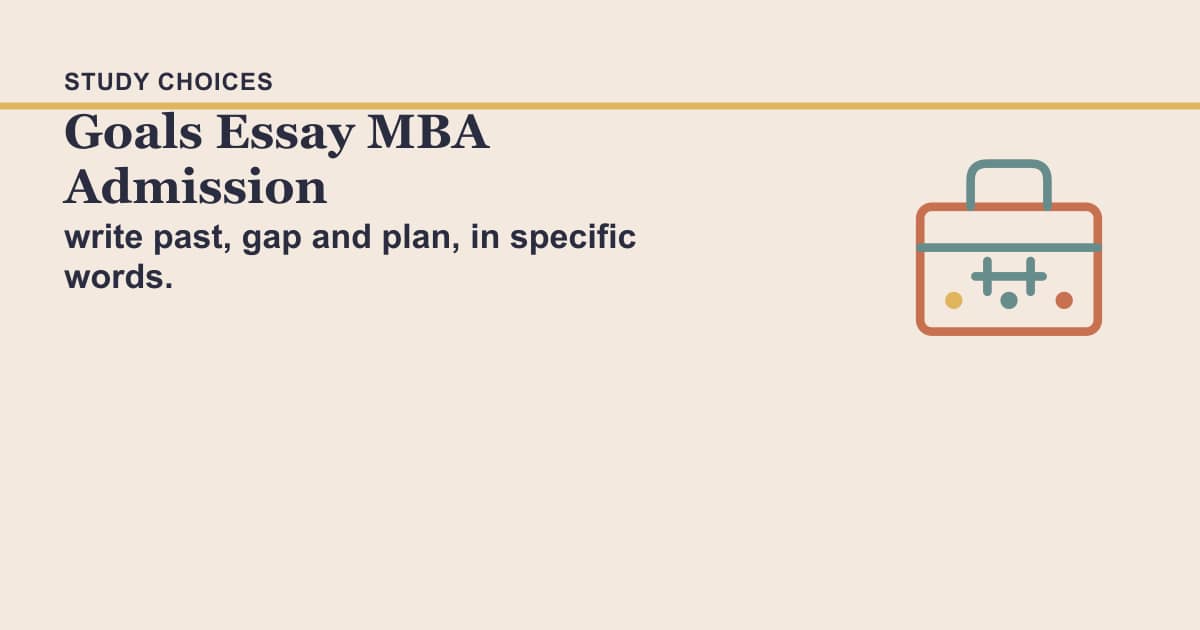 STUDY CHOICES
Goals Essay MBA
Admission
write past, gap and plan, in specific
words.